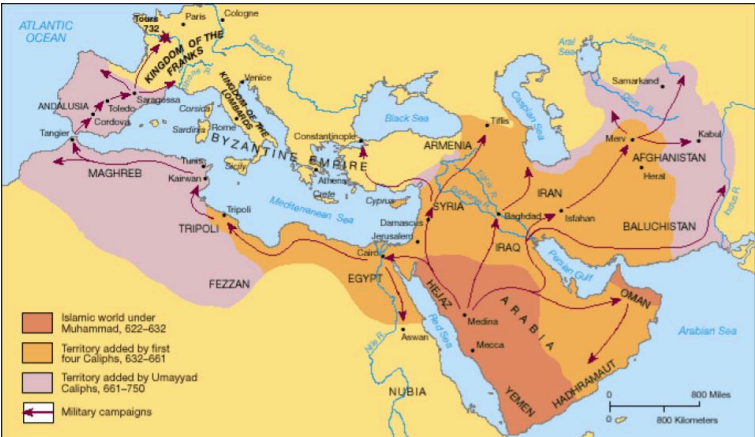 ATLANTIC
OCEAN
Tours
732
Paris
Cologne
KINGDOM OF THE
FRANKS
Danube R.
Venice
KINGDOM OF THE
LOMBARDS
ANDALUSIA
Toledo
Saragossa
Cordova
Tangier
Corsica
Sardinia
Rome
Sicily
BYZANTINE EMPIRE
Constantinople
Athens
Crete
Cyprus
Black Sea
Mediterranean Sea
MAGHREB
Tunis
Kairwan
Tripoli
TRIPOLI
FEZZAN
ARMENIA
Tiflis
Caspian Sea
Aral
Sea
Jaxartes R.
Samarkand
Oxus R.
Merv
Kabul
AFGHANISTAN
Herat
BALUCHISTAN
Indus R.
IRAN
Isfahan
Baghdad
IRAQ
Tigris R.
Euphrates R.
SYRIA
Damascus
Jerusalem
Cairo
EGYPT
Aswan
Nile R.
NUBIA
Red Sea
HEJAZ
Medina
Mecca
ARABIA
YEMEN
HADHRAMAUT
OMAN
Persian Gulf
Arabian Sea
Islamic world under
Muhammad, 622–632
Territory added by first
four Caliphs, 632–661
Territory added by Umayyad
Caliphs, 661–750
Military campaigns
0 800 Miles
0 800 Kilometers